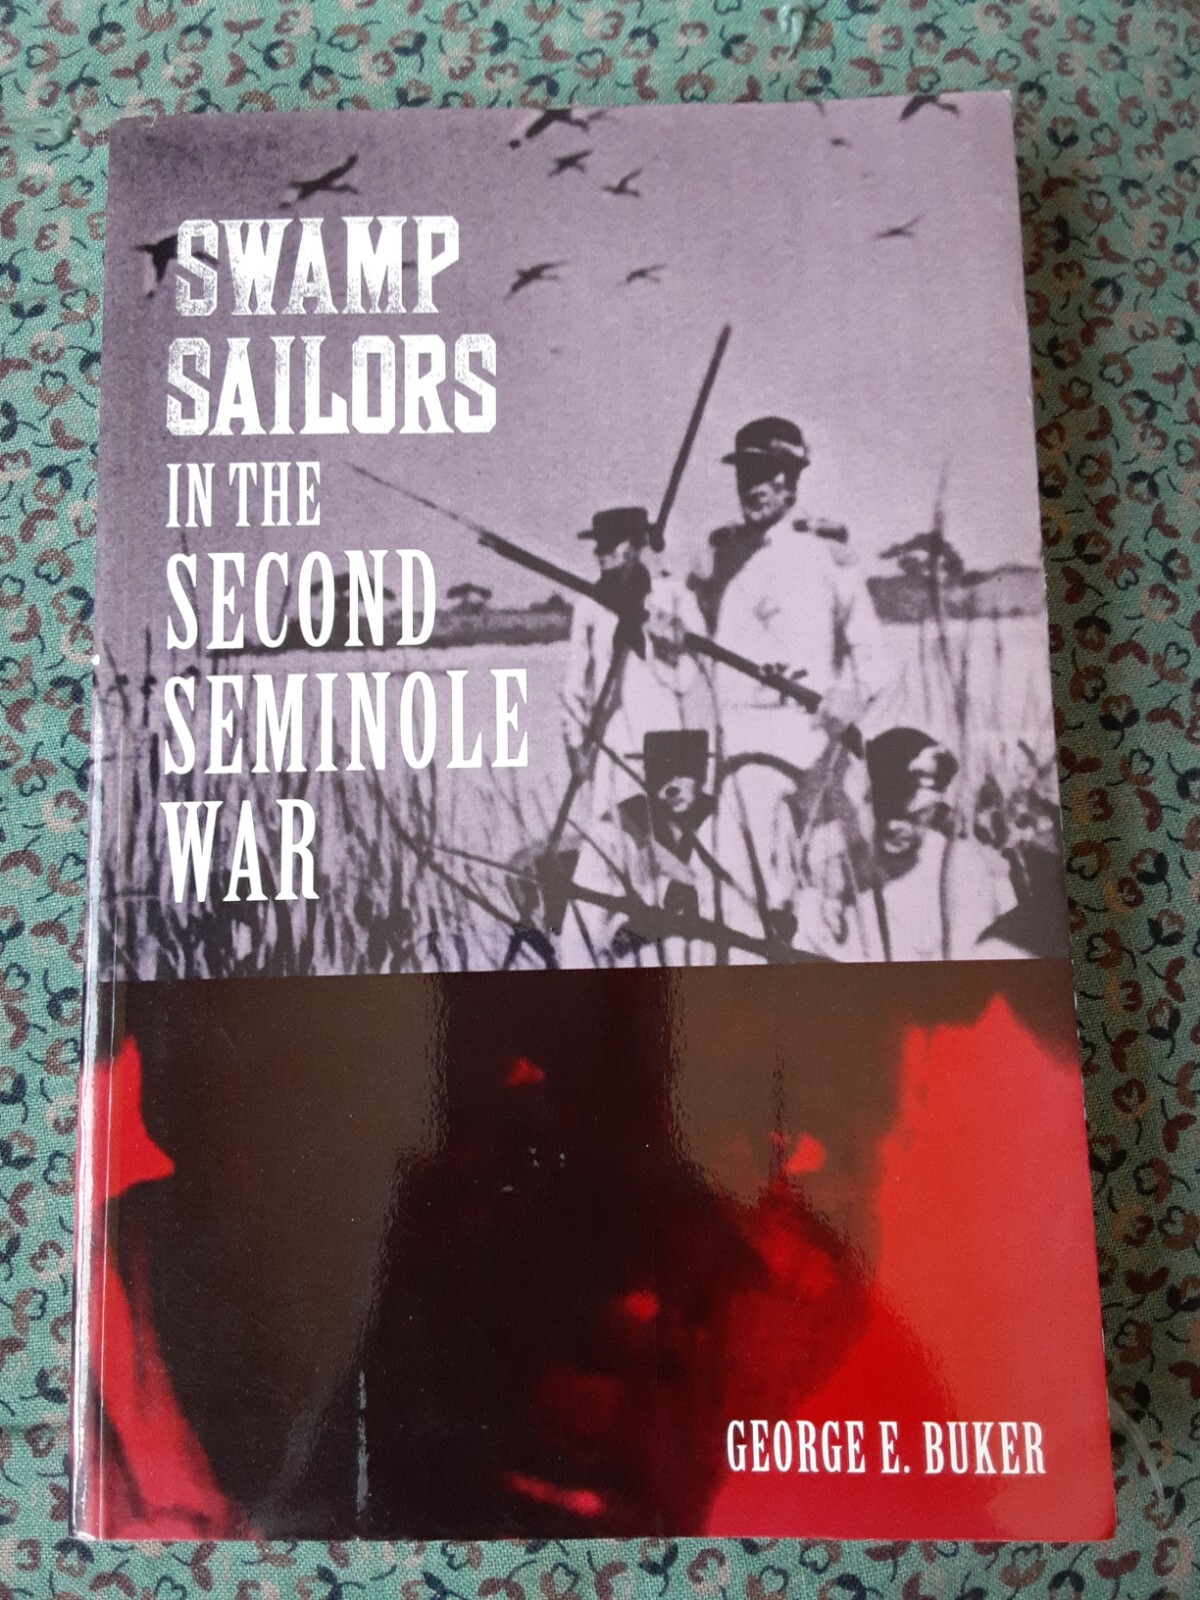 SWAMP
SAILORS
IN THE
SECOND
SEMINOLE
WAR
GEORGE E. BUKER